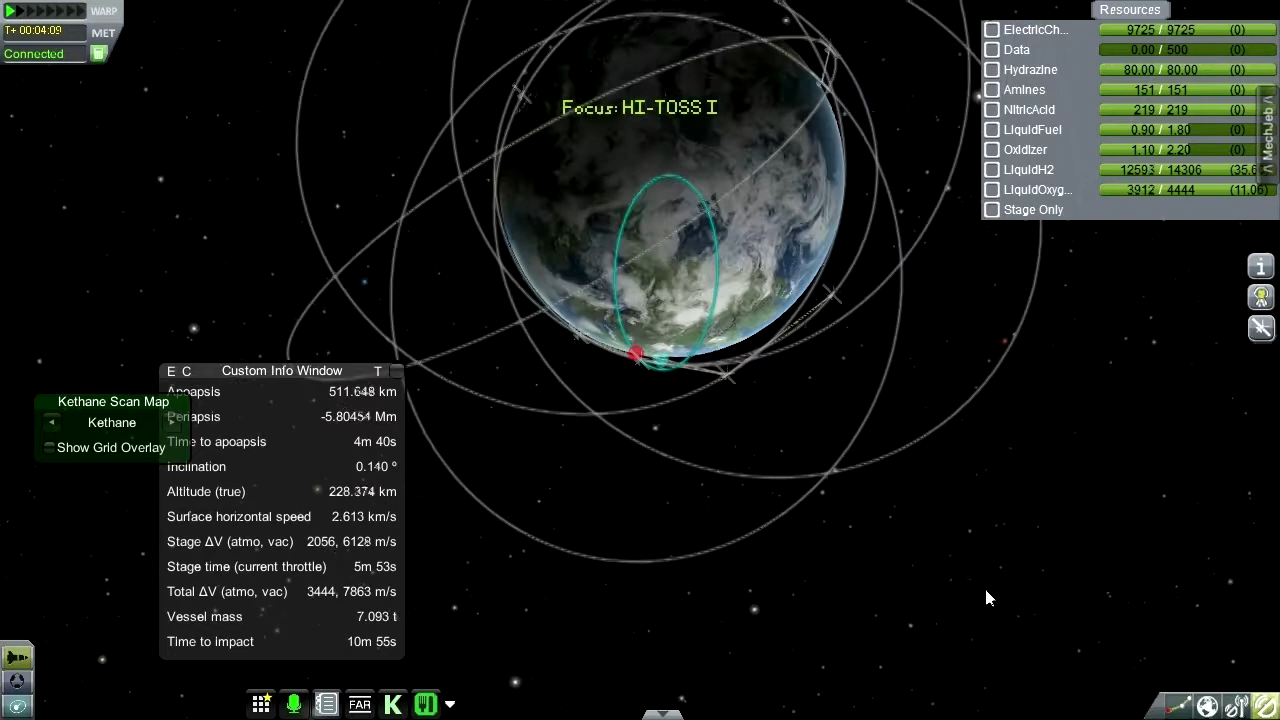 WARP
T+ 00:04:09 MET
Connected
Focus: HI-TOSS I
Resources
ElectricCh... 9725 / 9725 (0)
Data 0.00 / 500 (0)
Hydrazine 80.00 / 80.00 (0)
Amines 151 / 151 (0)
NitricAcid 219 / 219 (0)
LiquidFuel 0.90 / 1.80 (0)
Oxidizer 1.10 / 2.20 (0)
LiquidH2 12593 / 14306 (35.6
LiquidOxyg... 3912 / 4444 (11.06)
Stage Only
MechJeb
Kethane Scan Map
Kethane
Show Grid Overlay
E C Custom Info Window T
Apoapsis 511.648 km
Periapsis -5.80451 Mm
Time to apoapsis 4m 40s
Inclination 0.140 º
Altitude (true) 228.374 km
Surface horizontal speed 2.613 km/s
Stage ΔV (atmo, vac) 2056, 6128 m/s
Stage time (current throttle) 5m 53s
Total ΔV (atmo, vac) 3444, 7863 m/s
Vessel mass 7.093 t
Time to impact 10m 55s
FAR K